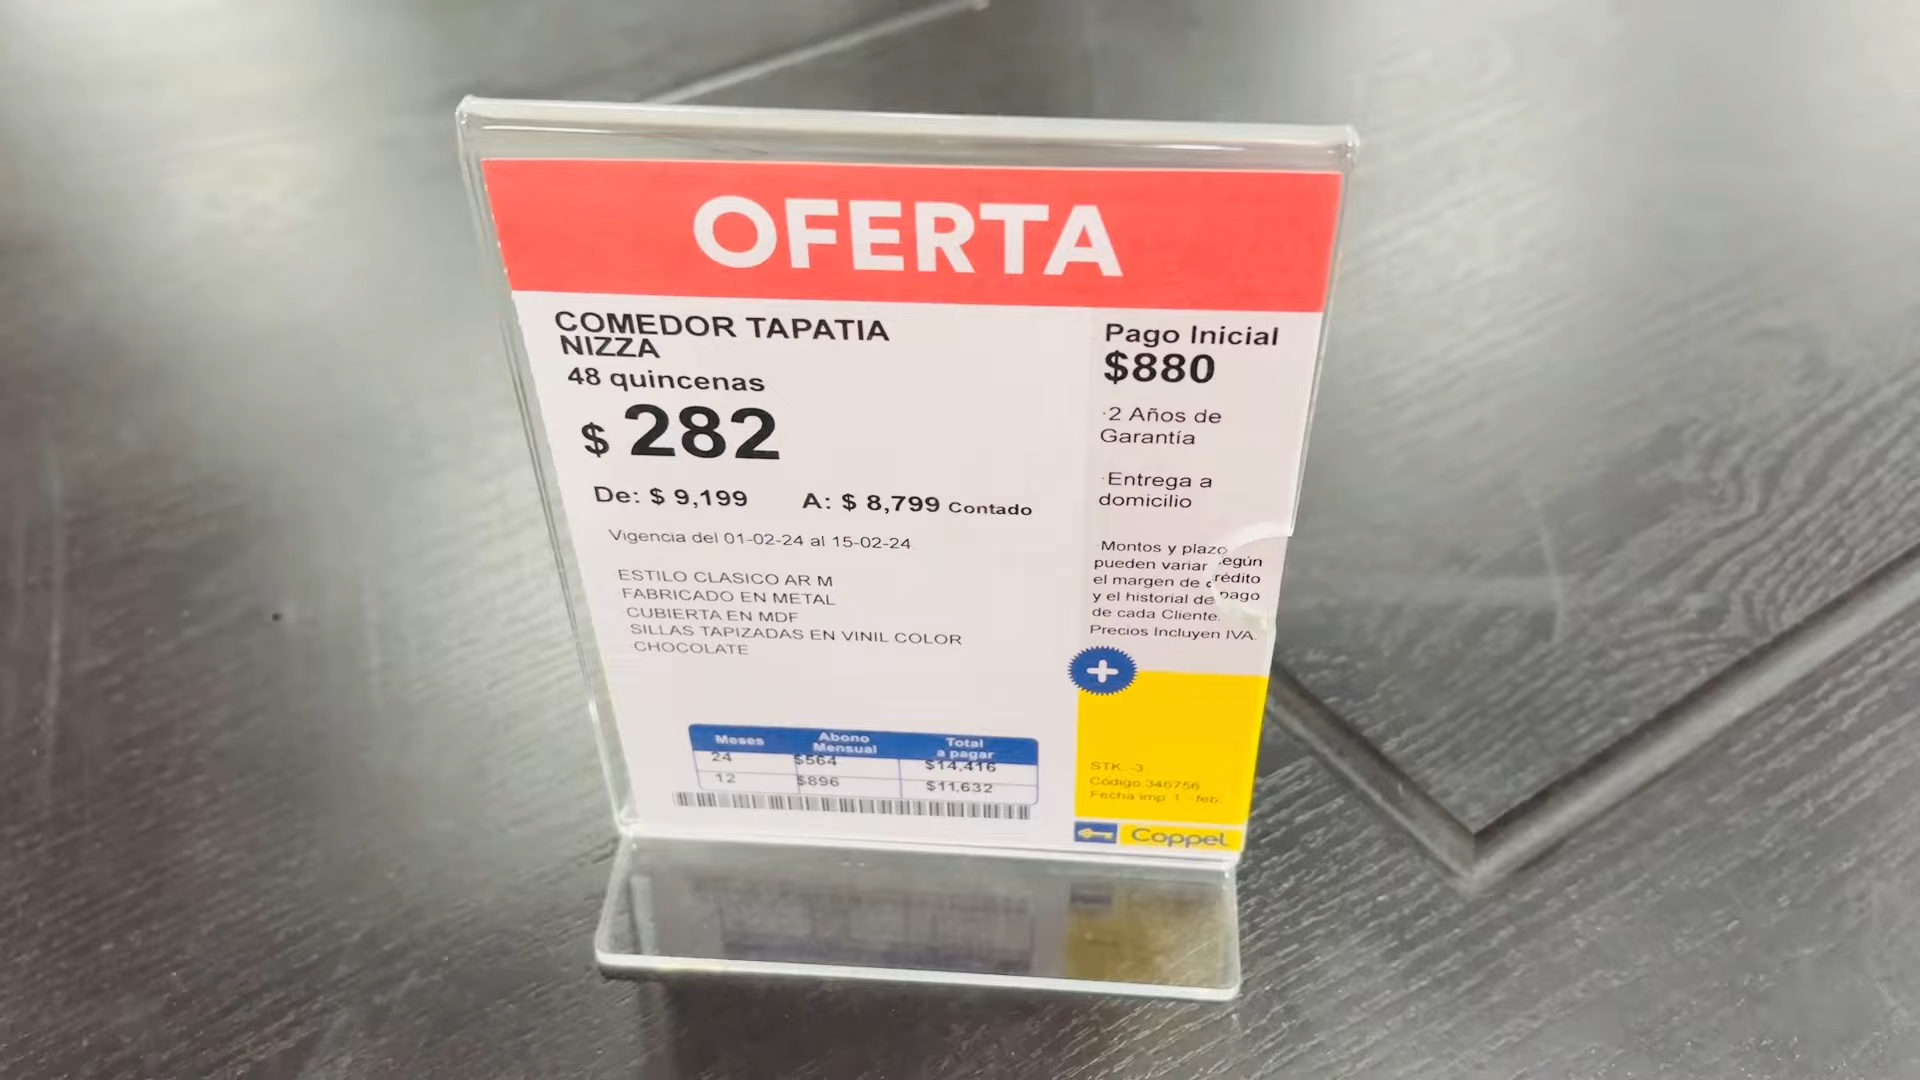 OFERTA
COMEDOR TAPATIA
NIZZA
48 quincenas
$ 282
De: $ 9,199 A: $ 8,799 Contado
Vigencia del 01-02-24 al 15-02-24.
ESTILO CLASICO AR M
FABRICADO EN METAL
CUBIERTA EN MDF
SILLAS TAPIZADAS EN VINIL COLOR
CHOCOLATE
Meses Abono Mensual Total a pagar
24 $564 $14,416
12 $896 $11,632
Pago Inicial
$880
·2 Años de
Garantía
·Entrega a
domicilio
Montos y plazo
pueden variar según
el margen de crédito
y el historial de pago
de cada Cliente.
Precios Incluyen IVA.
+
STK. -3
Código:346756
Fecha imp. 1 - feb.
Coppel